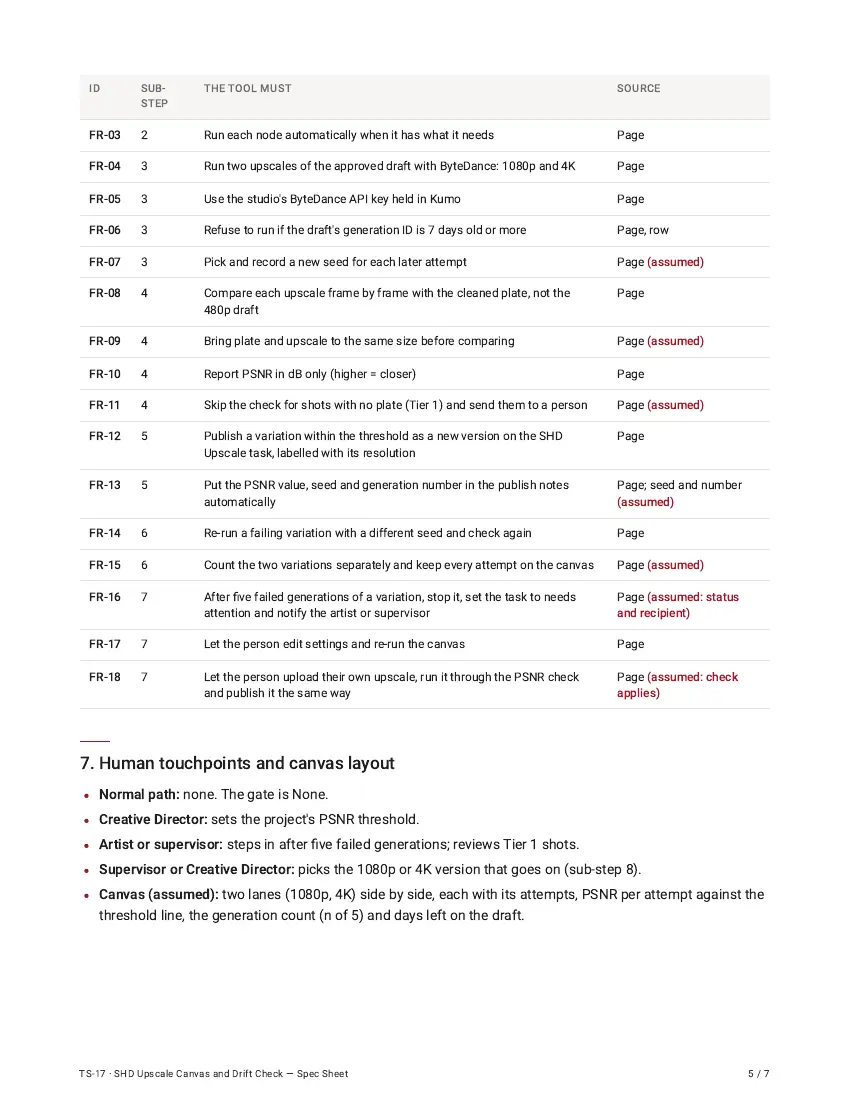 ID SUB- THE TOOL MUST SOURCE
STEP
FR-03 2 Run each node automatically when it has what it needs Page
FR-04 3 Run two upscales of the approved draft with ByteDance: 1080p and 4K Page
FR-05 3 Use the studio's ByteDance API key held in Kumo Page
FR-06 3 Refuse to run if the draft's generation ID is 7 days old or more Page, row
FR-07 3 Pick and record a new seed for each later attempt Page (assumed)
FR-08 4 Compare each upscale frame by frame with the cleaned plate, not the Page
480p draft
FR-09 4 Bring plate and upscale to the same size before comparing Page (assumed)
FR-10 4 Report PSNR in dB only (higher = closer) Page
FR-11 4 Skip the check for shots with no plate (Tier 1) and send them to a person Page (assumed)
FR-12 5 Publish a variation within the threshold as a new version on the SHD Page
Upscale task, labelled with its resolution
FR-13 5 Put the PSNR value, seed and generation number in the publish notes Page; seed and number
automatically (assumed)
FR-14 6 Re-run a failing variation with a different seed and check again Page
FR-15 6 Count the two variations separately and keep every attempt on the canvas Page (assumed)
FR-16 7 After five failed generations of a variation, stop it, set the task to needs Page (assumed: status
attention and notify the artist or supervisor and recipient)
FR-17 7 Let the person edit settings and re-run the canvas Page
FR-18 7 Let the person upload their own upscale, run it through the PSNR check Page (assumed: check
and publish it the same way applies)
7. Human touchpoints and canvas layout
• Normal path: none. The gate is None.
• Creative Director: sets the project's PSNR threshold.
• Artist or supervisor: steps in after five failed generations; reviews Tier 1 shots.
• Supervisor or Creative Director: picks the 1080p or 4K version that goes on (sub-step 8).
• Canvas (assumed): two lanes (1080p, 4K) side by side, each with its attempts, PSNR per attempt against the
threshold line, the generation count (n of 5) and days left on the draft.
TS-17 · SHD Upscale Canvas and Drift Check — Spec Sheet 5 / 7